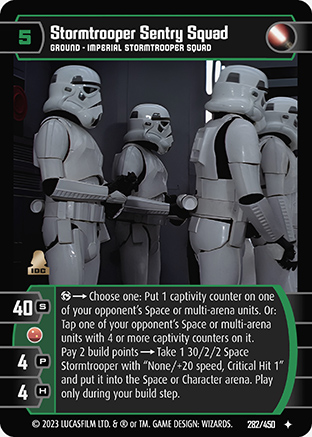 5 Stormtrooper Sentry Squad
GROUND - IMPERIAL STORMTROOPER SQUAD
IDC
40 S
4 P
4 H
→ Choose one: Put 1 captivity counter on one
of your opponent's Space or multi-arena units. Or:
Tap one of your opponent's Space or multi-arena
units with 4 or more captivity counters on it.
Pay 2 build points → Take 1 30/2/2 Space
Stormtrooper with "None/+20 speed, Critical Hit 1"
and put it into the Space or Character arena. Play
only during your build step.
© 2023 LUCASFILM LTD. & ® or TM. GAME DESIGN: WIZARDS. 282/450